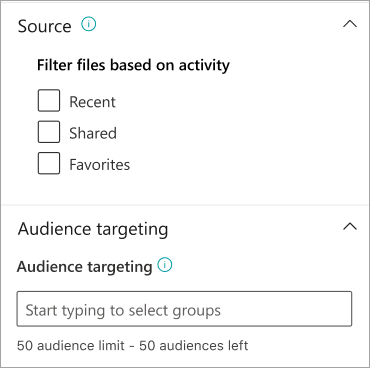 Source
Filter files based on activity
Recent
Shared
Favorites
Audience targeting
Audience targeting
Start typing to select groups
50 audience limit - 50 audiences left